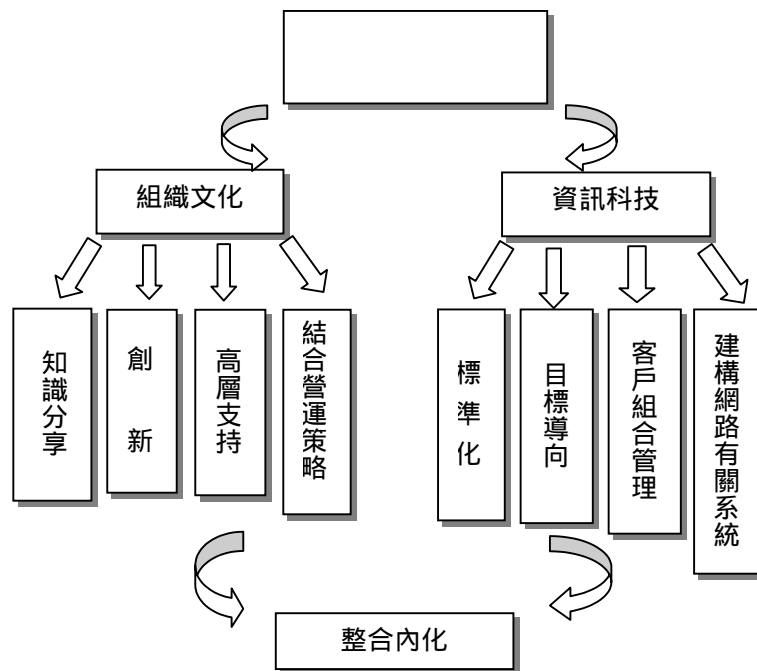 組織文化
資訊科技
知識分享
創新
高層支持
結合營運策略
標準化
目標導向
客戶組合管理
建構網路有關系統
整合內化